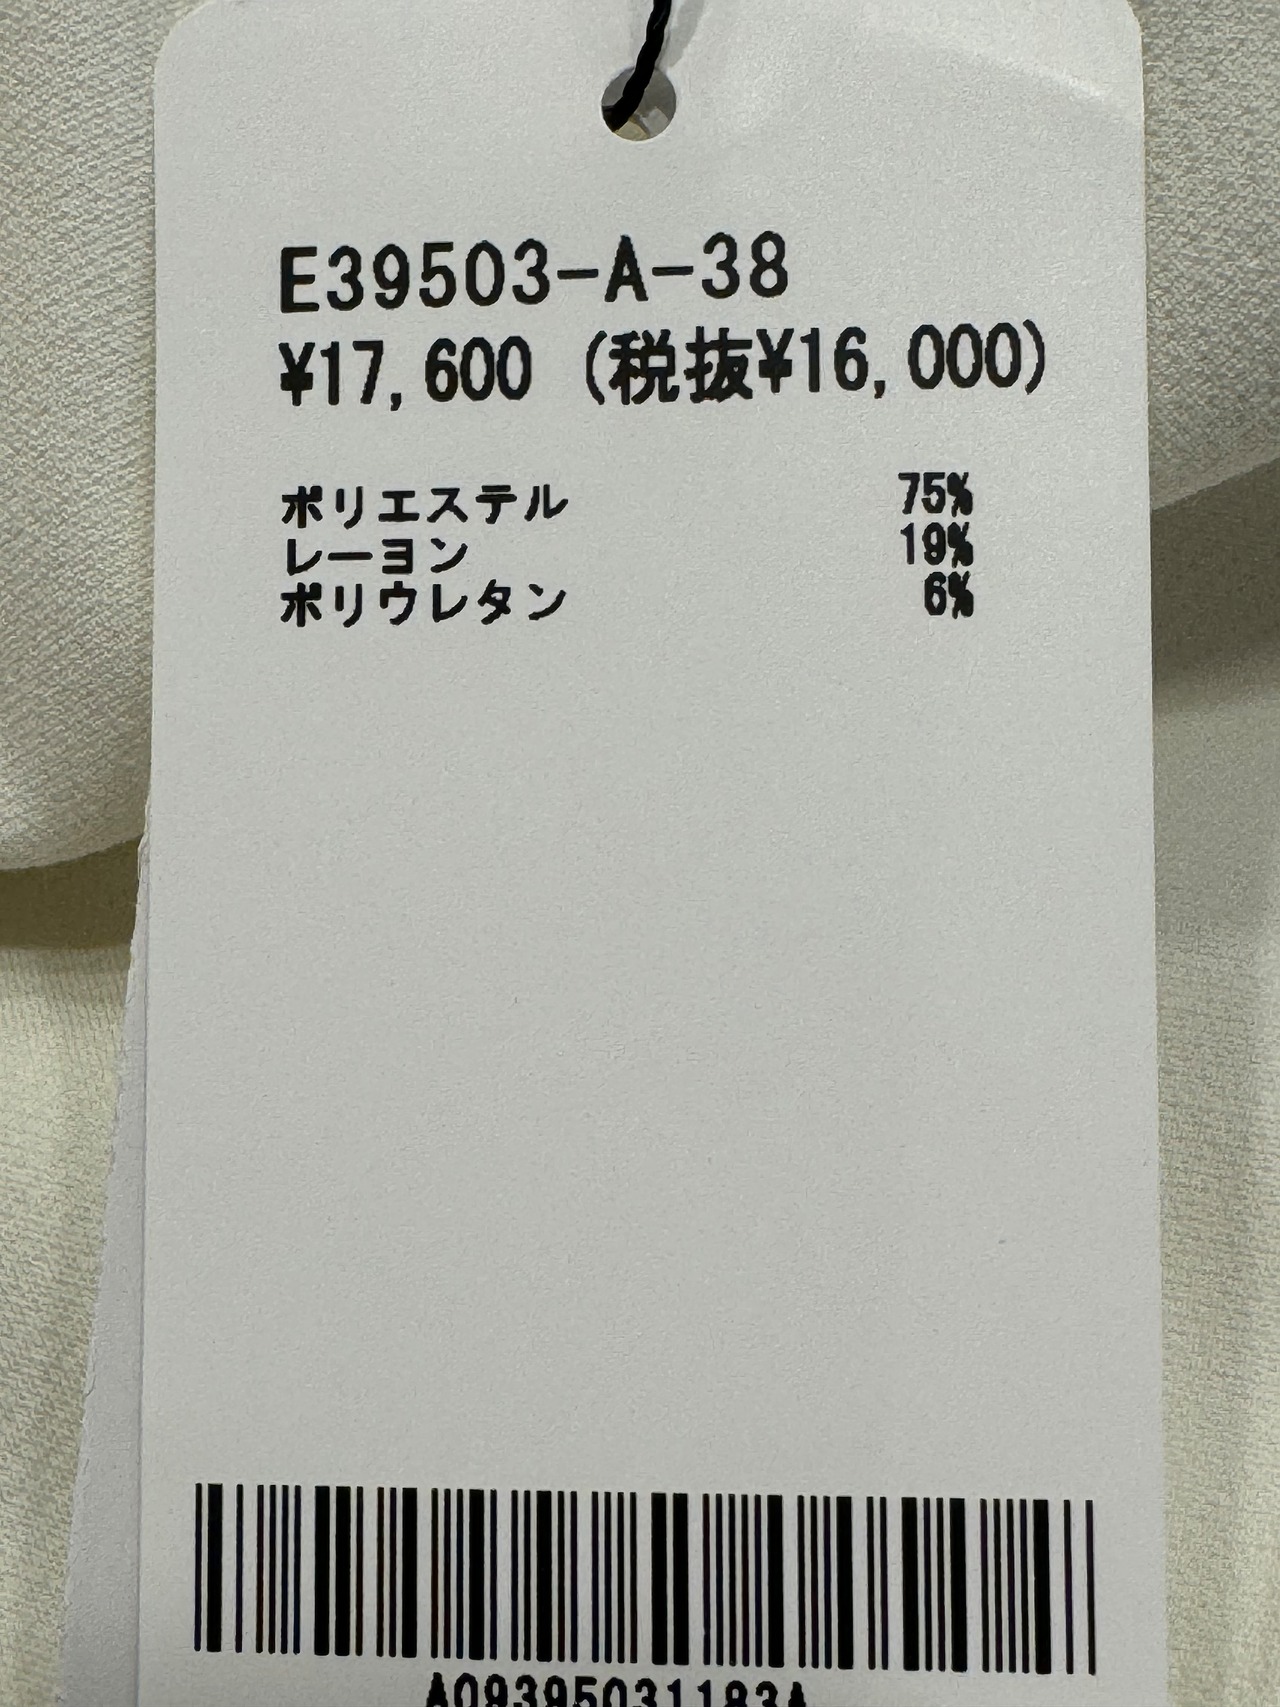 E39503-A-38
¥17,600 (税抜¥16,000)
ポリエステル 75%
レーヨン 19%
ポリウレタン 6%
A09395031183A